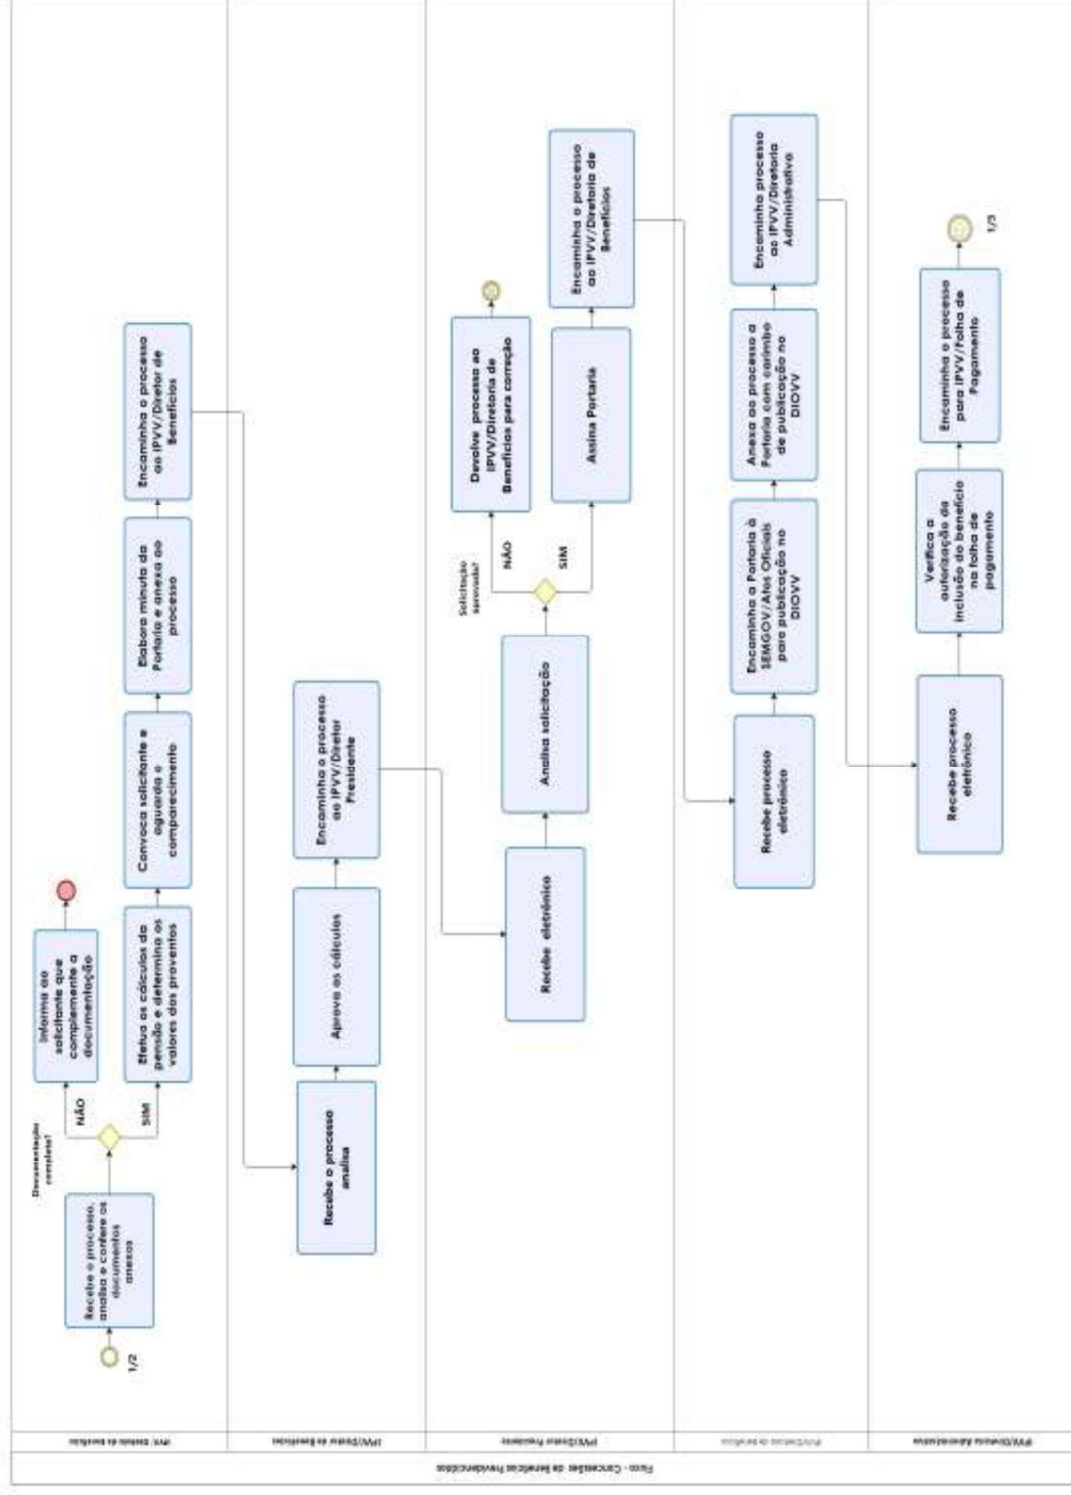 Fluxo - Concessões de Benefícios Previdenciários
1/2
Recebe o processo,
analisa e confere os
documentos
anexos
Documentação
completa?
NÃO
Informa ao
solicitante que
complemente a
documentação
SIM
Efetua os cálculos da
pensão e determina os
valores dos proventos
Convoca solicitante e
aguarda o
comparecimento
Elabora minuta da
Portaria e anexa ao
processo
Encaminha o processo
ao IPVV/Diretor de
Benefícios
IPVV/Diretor de Benefícios
Recebe o processo
analisa
Aprova os cálculos
Encaminha o processo
ao IPVV/Diretor
Presidente
IPVV/Diretor Presidente
Recebe eletrônico
Analisa solicitação
Solicitação
aprovada?
NÃO
Devolve processo ao
IPVV/Diretoria de
Benefícios para correção
SIM
Assina Portaria
Encaminha o processo
ao IPVV/Diretoria de
Benefícios
IPVV/Diretoria de Benefícios
Recebe processo
eletrônico
Encaminha a Portaria à
SEMGOV/Atos Oficiais
para publicação no
DIOVV
Anexa ao processo a
Portaria com carimbo
de publicação no
DIOVV
Encaminha processo
ao IPVV/Diretoria
Administrativa
IPVV/Diretoria Administrativa
Recebe processo
eletrônico
Verifica a
autorização da
inclusão do benefício
na folha de
pagamento
Encaminha o processo
para IPVV/Folha de
Pagamento
1/3